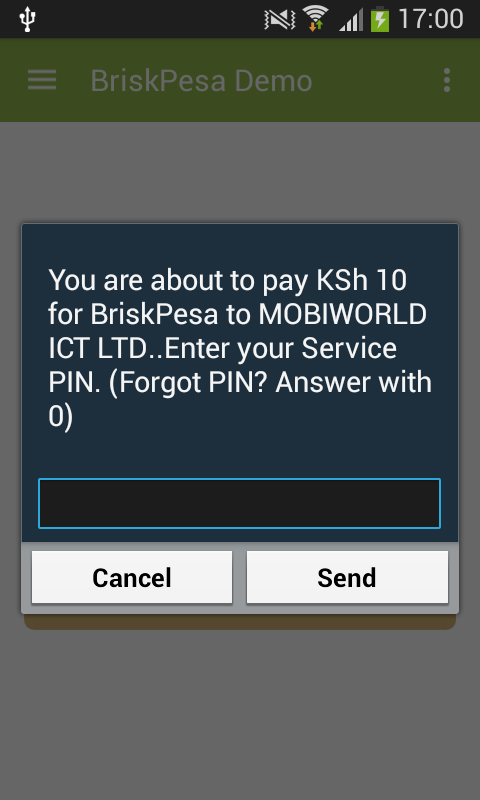 17:00
BriskPesa Demo
You are about to pay KSh 10
for BriskPesa to MOBIWORLD
ICT LTD..Enter your Service
PIN. (Forgot PIN? Answer with
0)
Cancel
Send